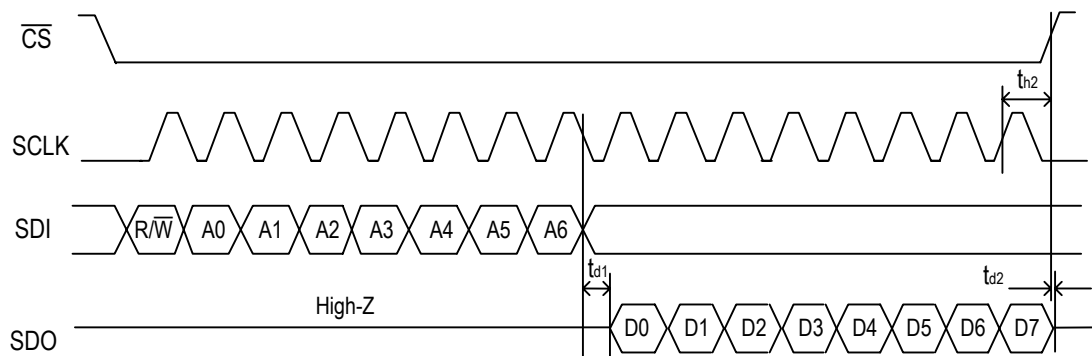 CS
th2
SCLK
SDI R/W A0 A1 A2 A3 A4 A5 A6
td1 td2
High-Z
SDO D0 D1 D2 D3 D4 D5 D6 D7